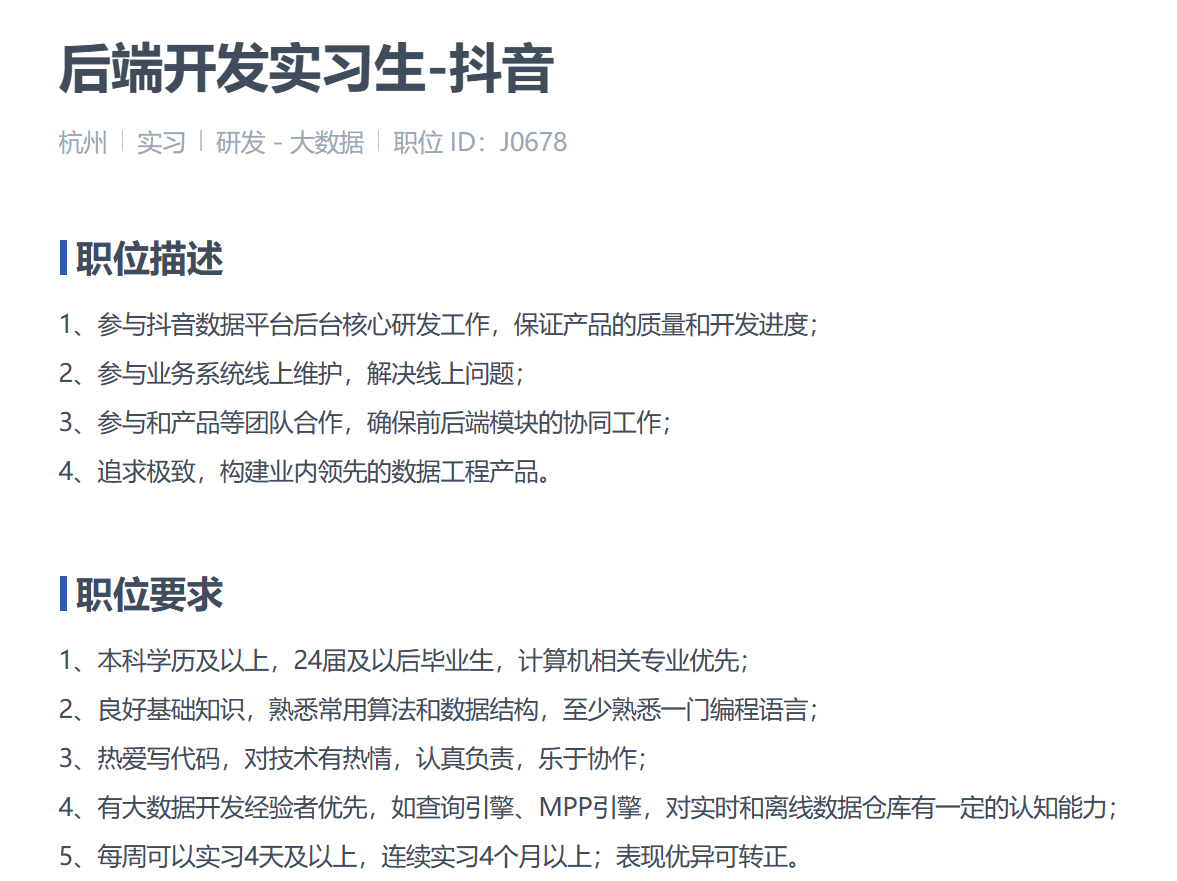 后端开发实习生-抖音
杭州 | 实习 | 研发 - 大数据 | 职位 ID：J0678
职位描述
1、参与抖音数据平台后台核心研发工作，保证产品的质量和开发进度；
2、参与业务系统线上维护，解决线上问题；
3、参与和产品等团队合作，确保前后端模块的协同工作；
4、追求极致，构建业内领先的数据工程产品。
职位要求
1、本科学历及以上，24届及以后毕业生，计算机相关专业优先；
2、良好基础知识，熟悉常用算法和数据结构，至少熟悉一门编程语言；
3、热爱写代码，对技术有热情，认真负责，乐于协作；
4、有大数据开发经验者优先，如查询引擎、MPP引擎，对实时和离线数据仓库有一定的认知能力；
5、每周可以实习4天及以上，连续实习4个月以上；表现优异可转正。